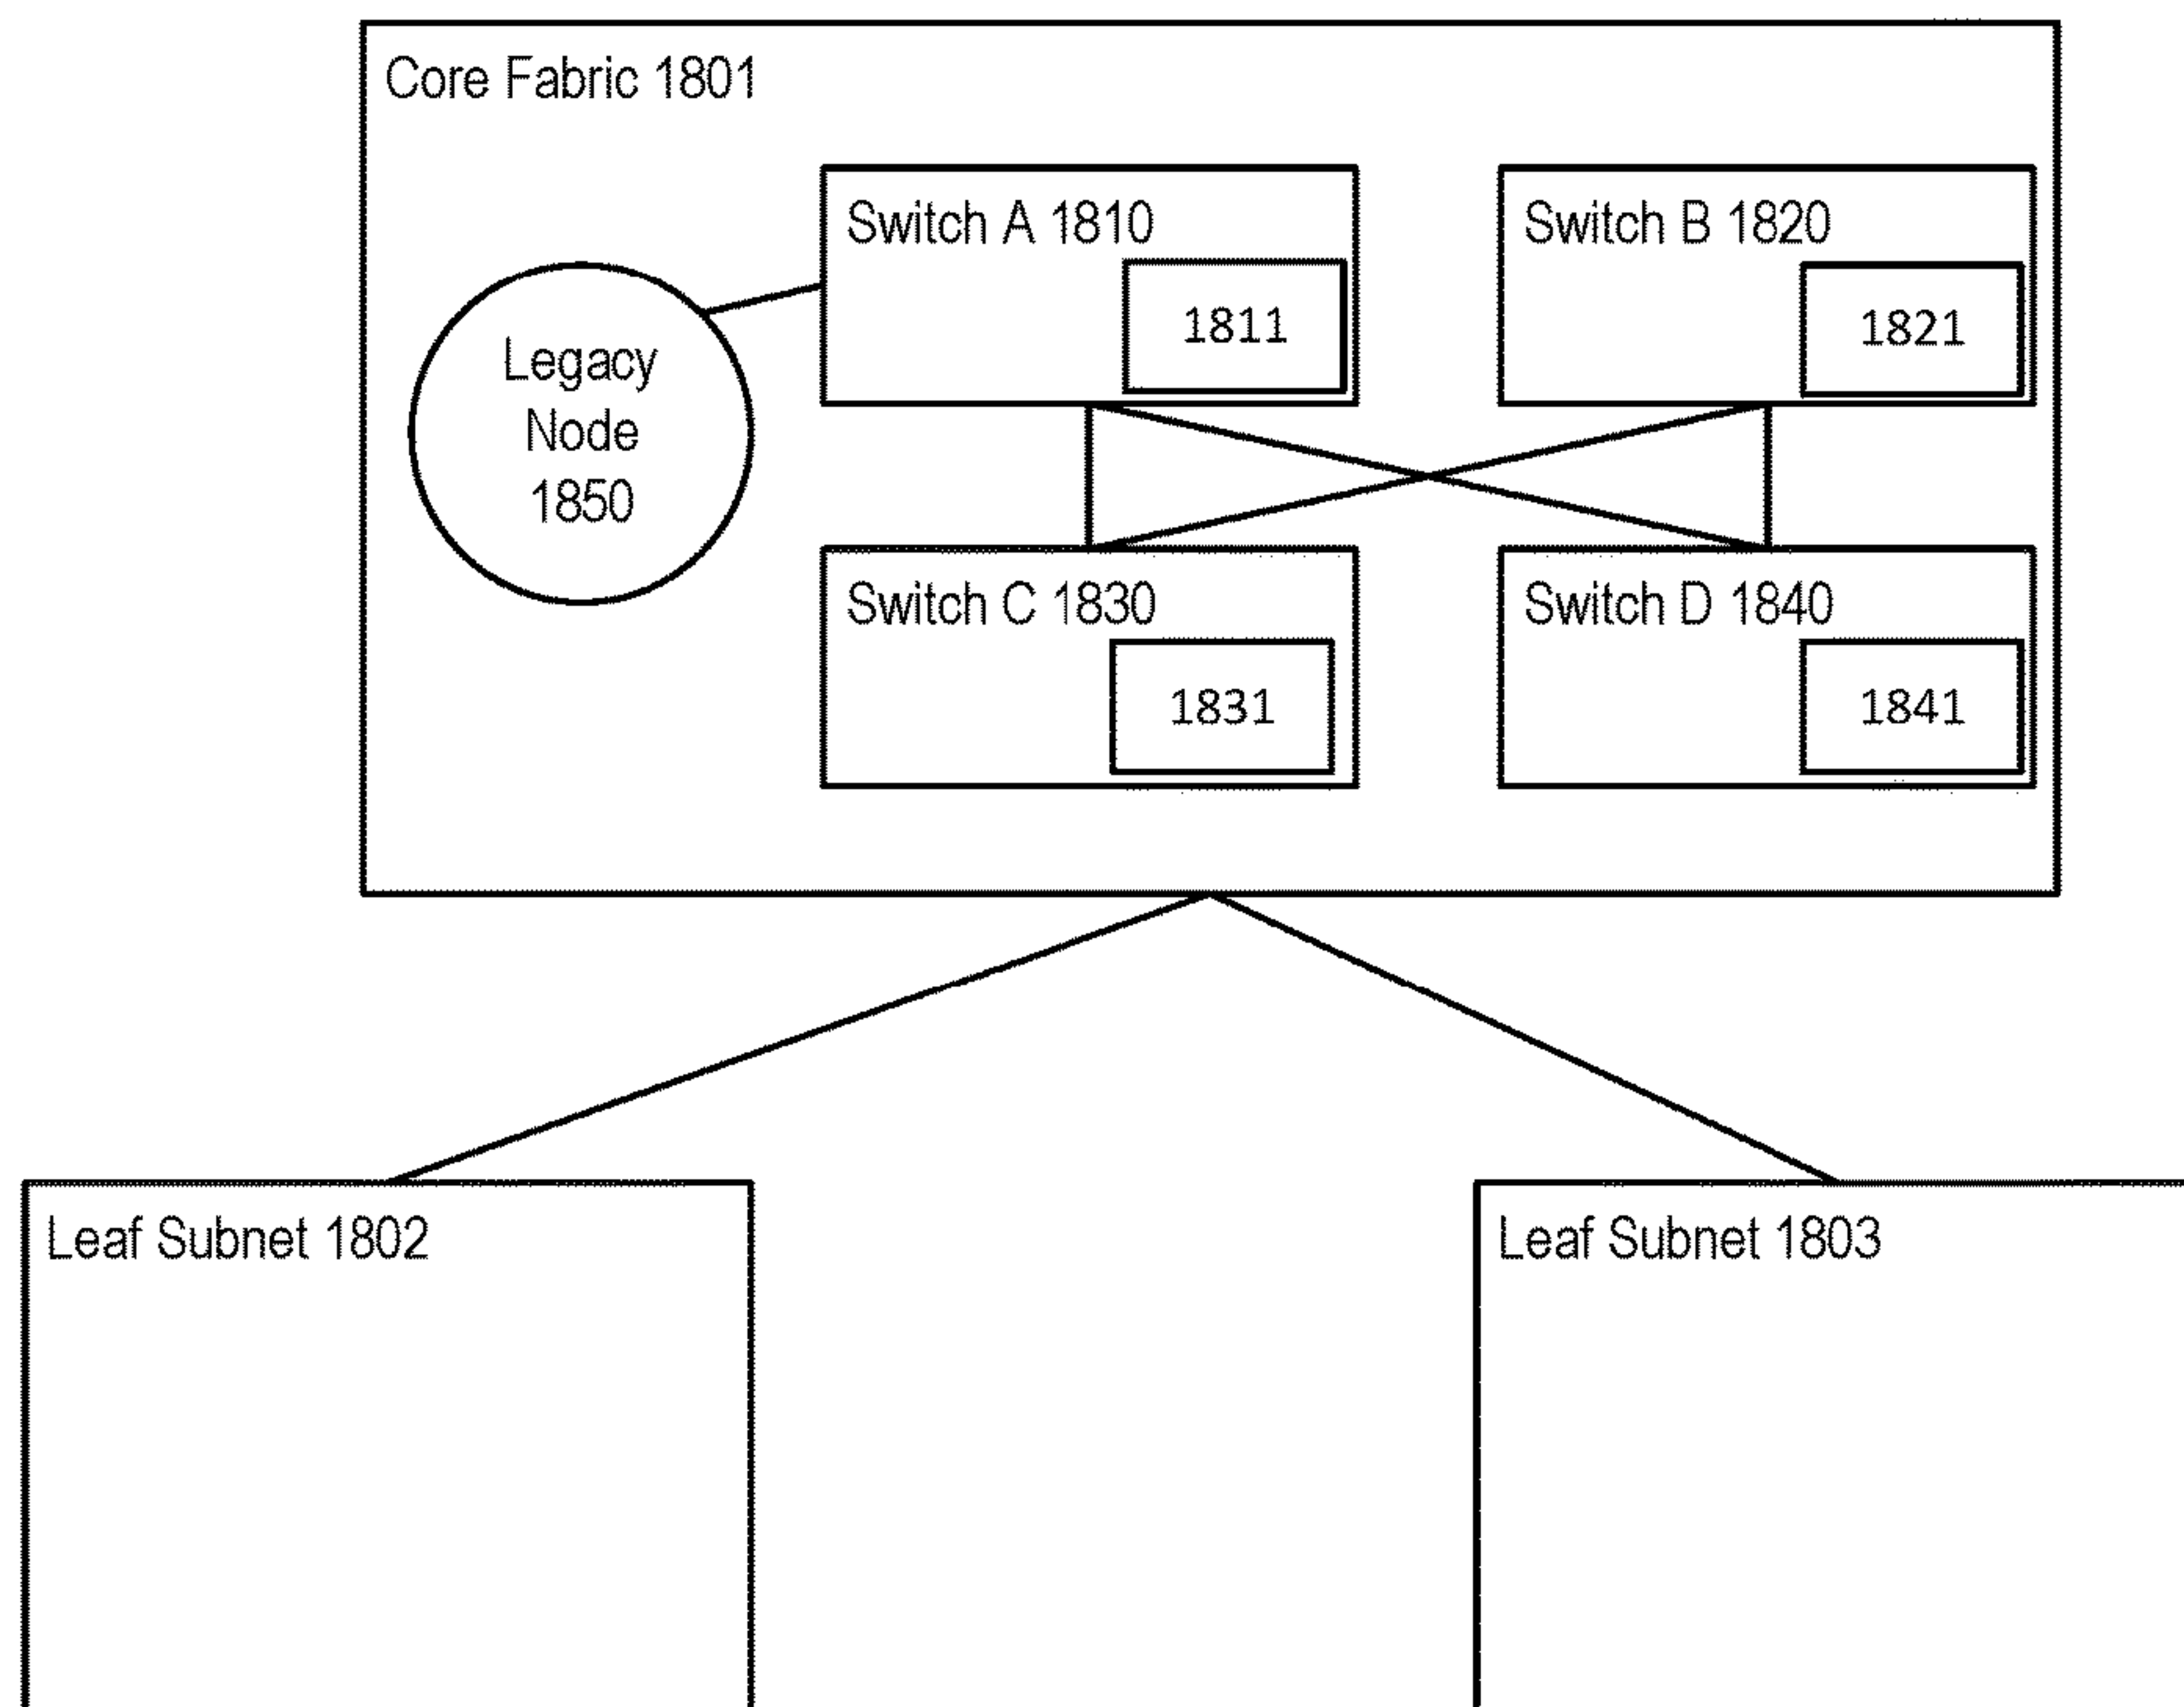 Core Fabric 1801
Switch A 1810
1811
Switch B 1820
1821
Legacy
Node
1850
Switch C 1830
1831
Switch D 1840
1841
Leaf Subnet 1802
Leaf Subnet 1803